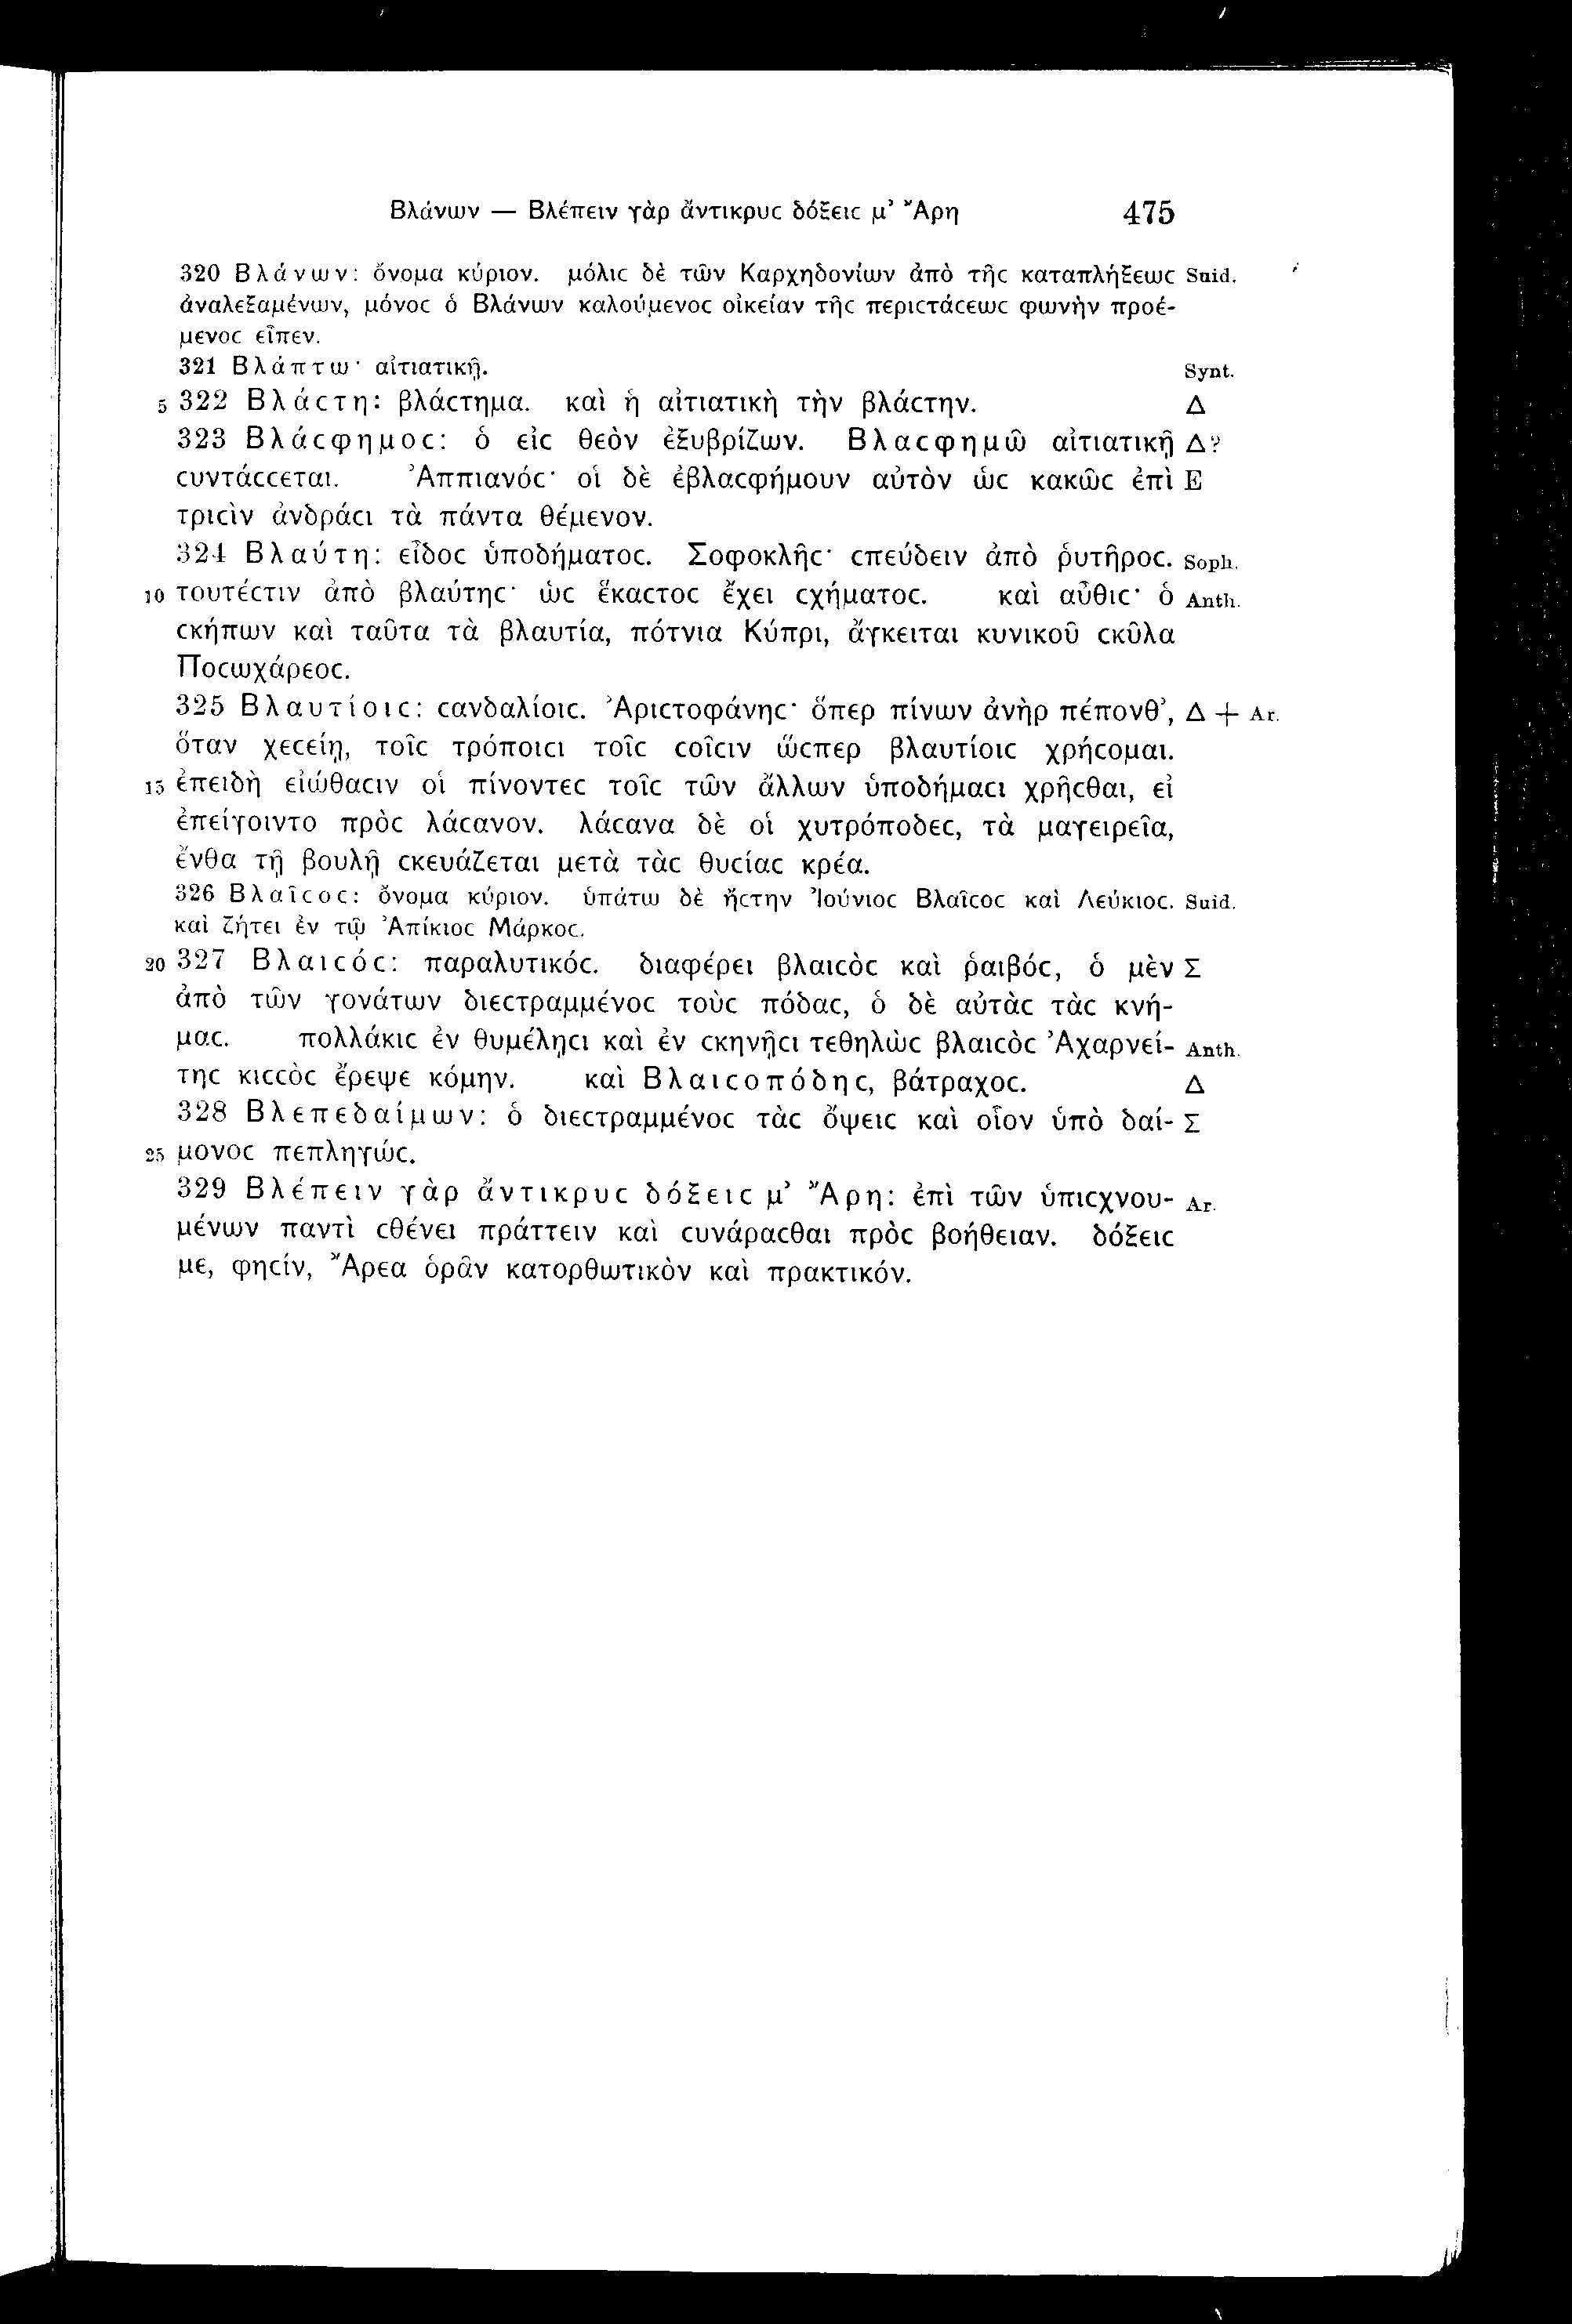 Βλάνων — Βλέπειν γὰρ ἄντικρυϲ δόξειϲ μ’ Ἄρη 475
320 Βλάνων: ὄνομα κύριον. μόλιϲ δὲ τῶν Καρχηδονίων ἀπὸ τῆϲ καταπλήξεωϲ Suid.
ἀναλεξαμένων, μόνοϲ ὁ Βλάνων καλούμενοϲ οἰκείαν τῆϲ περιϲτάϲεωϲ φωνὴν προέ-
μενοϲ εἶπεν.
321 Βλάπτω· αἰτιατικῇ. Synt.
5 322 Βλάϲτη: βλάϲτημα. καὶ ἡ αἰτιατικὴ τὴν βλάϲτην. Δ
323 Βλάϲφημοϲ: ὁ εἰϲ θεὸν ἐξυβρίζων. Βλαϲφημῶ αἰτιατικῇ Δ?
ϲυντάϲϲεται. Ἀππιανόϲ· οἱ δὲ ἐβλαϲφήμουν αὐτὸν ὡϲ κακῶϲ ἐπὶ Ε
τριϲὶν ἀνδράϲι τὰ πάντα θέμενον.
324 Βλαύτη: εἶδοϲ ὑποδήματοϲ. Σοφοκλῆϲ· ϲπεύδειν ἀπὸ ῥυτῆροϲ. Soph.
10 τουτέϲτιν ἀπὸ βλαύτηϲ· ὡϲ ἕκαϲτοϲ ἔχει ϲχήματοϲ. καὶ αὖθιϲ· ὁ Anth.
ϲκήπων καὶ ταῦτα τὰ βλαυτία, πότνια Κύπρι, ἄγκειται κυνικοῦ ϲκῦλα
Ποϲωχάρεοϲ.
325 Βλαυτίοιϲ: ϲανδαλίοιϲ. Ἀριϲτοφάνηϲ· ὅπερ πίνων ἀνὴρ πέπονθ’, Δ + Ar.
ὅταν χεϲείῃ, τοῖϲ τρόποιϲι τοῖϲ ϲοῖϲιν ὥϲπερ βλαυτίοιϲ χρήϲομαι.
15 ἐπειδὴ εἰώθαϲιν οἱ πίνοντεϲ τοῖϲ τῶν ἄλλων ὑποδήμαϲι χρῆϲθαι, εἰ
ἐπείγοιντο πρὸϲ λάϲανον. λάϲανα δὲ οἱ χυτρόποδεϲ, τὰ μαγειρεῖα,
ἔνθα τῇ βουλῇ ϲκευάζεται μετὰ τὰϲ θυϲίαϲ κρέα.
326 Βλαῖϲοϲ: ὄνομα κύριον. ὑπάτω δὲ ἤϲτην Ἰούνιοϲ Βλαῖϲοϲ καὶ Λεύκιοϲ. Suid.
καὶ ζήτει ἐν τῷ Ἀπίκιοϲ Μάρκοϲ.
20 327 Βλαιϲόϲ: παραλυτικόϲ. διαφέρει βλαιϲὸϲ καὶ ῥαιβόϲ, ὁ μὲν Σ
ἀπὸ τῶν γονάτων διεϲτραμμένοϲ τοὺϲ πόδαϲ, ὁ δὲ αὐτὰϲ τὰϲ κνή-
μαϲ. πολλάκιϲ ἐν θυμέληϲι καὶ ἐν ϲκηνῇϲι τεθηλὼϲ βλαιϲὸϲ Ἀχαρνεί- Anth.
τηϲ κιϲϲὸϲ ἔρεψε κόμην. καὶ Βλαιϲοπόδηϲ, βάτραχοϲ. Δ
328 Βλεπεδαίμων: ὁ διεϲτραμμένοϲ τὰϲ ὄψειϲ καὶ οἷον ὑπὸ δαί- Σ
25 μονοϲ πεπληγώϲ.
329 Βλέπειν γὰρ ἄντικρυϲ δόξειϲ μ’ Ἄρη: ἐπὶ τῶν ὑπιϲχνου- Ar.
μένων παντὶ ϲθένει πράττειν καὶ ϲυνάραϲθαι πρὸϲ βοήθειαν. δόξειϲ
με, φηϲίν, Ἄρεα ὁρᾶν κατορθωτικὸν καὶ πρακτικόν.